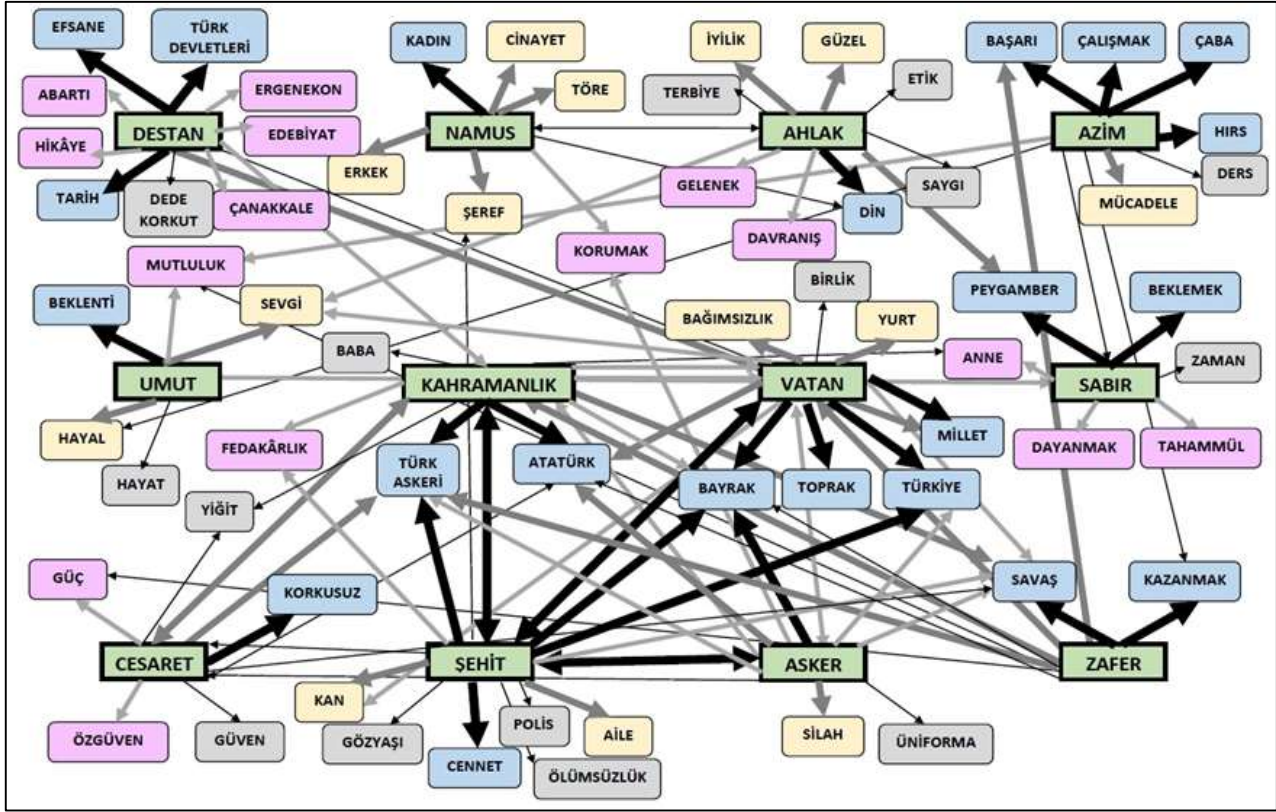 EFSANE
TÜRK
DEVLETLERİ
KADIN
CİNAYET
İYİLİK
GÜZEL
BAŞARI
ÇALIŞMAK
ÇABA
ABARTI
ERGENEKON
TÖRE
TERBİYE
ETİK
DESTAN
NAMUS
AHLAK
AZİM
HIRS
HİKÂYE
EDEBİYAT
ERKEK
GELENEK
SAYGI
DERS
TARİH
DEDE
KORKUT
ÇANAKKALE
ŞEREF
DİN
MÜCADELE
MUTLULUK
KORUMAK
DAVRANIŞ
BİRLİK
BEKLENTİ
SEVGİ
PEYGAMBER
BEKLEMEK
BABA
BAĞIMSIZLIK
YURT
ANNE
ZAMAN
UMUT
KAHRAMANLIK
VATAN
SABIR
HAYAL
FEDAKÂRLIK
MİLLET
DAYANMAK
TAHAMMÜL
HAYAT
TÜRK
ASKERİ
ATATÜRK
BAYRAK
TOPRAK
TÜRKİYE
YİĞİT
GÜÇ
KORKUSUZ
SAVAŞ
KAZANMAK
CESARET
ŞEHİT
ASKER
ZAFER
KAN
ÖZGÜVEN
GÜVEN
GÖZYAŞI
POLİS
AİLE
SİLAH
ÜNİFORMA
CENNET
ÖLÜMSÜZLÜK